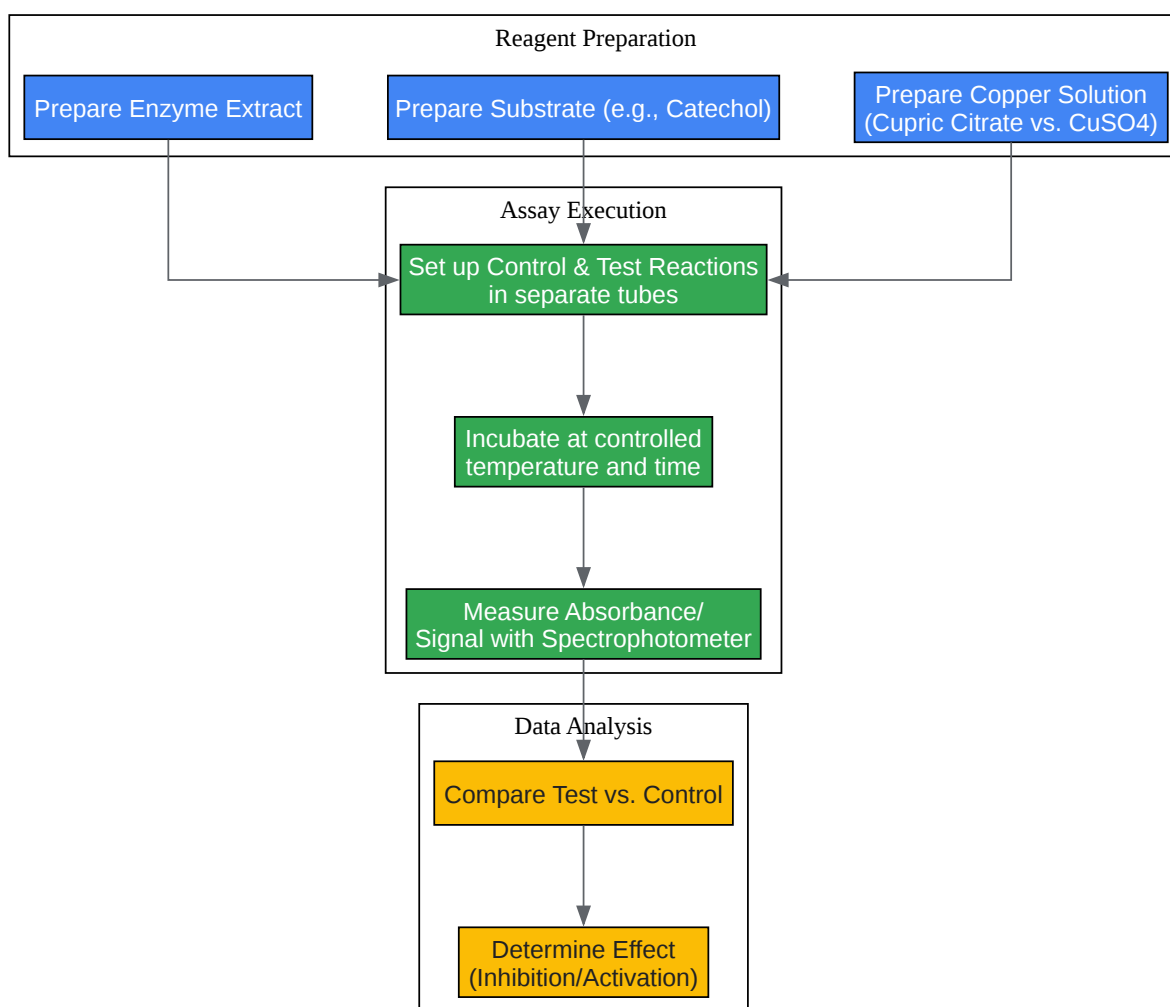 Reagent Preparation
Prepare Enzyme Extract
Prepare Substrate (e.g., Catechol)
Prepare Copper Solution
(Cupric Citrate vs. CuSO4)
Assay Execution
Set up Control & Test Reactions
in separate tubes
Incubate at controlled
temperature and time
Measure Absorbance/
Signal with Spectrophotometer
Data Analysis
Compare Test vs. Control
Determine Effect
(Inhibition/Activation)